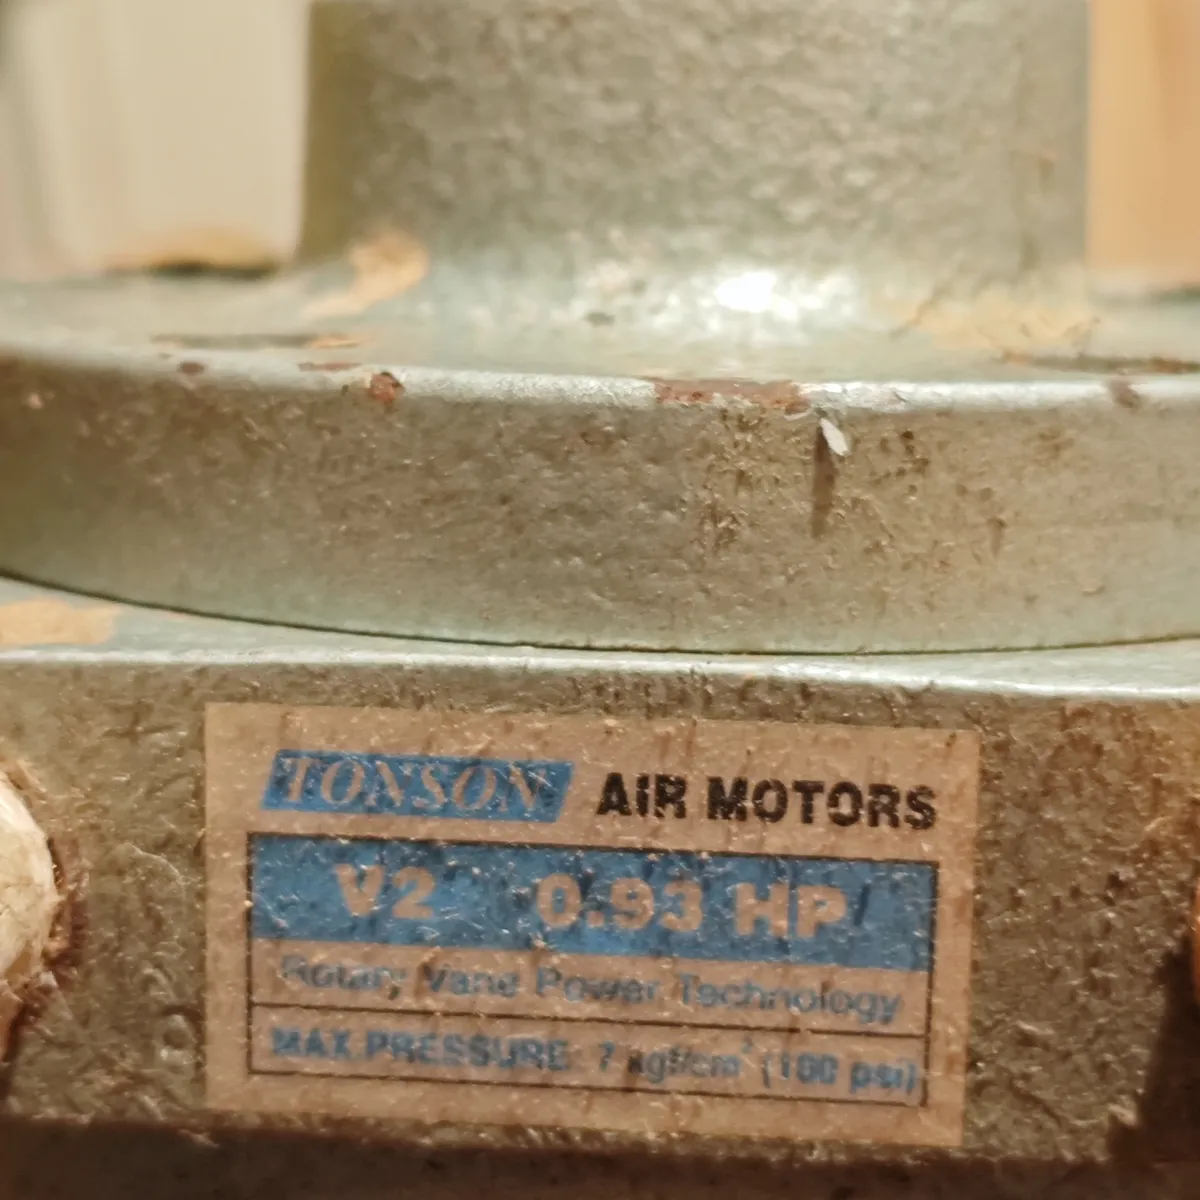 TONSON AIR MOTORS
V2 0.93 HP
Rotary Vane Power Technology
MAX.PRESSURE: 7 kgf/cm² (100 psi)